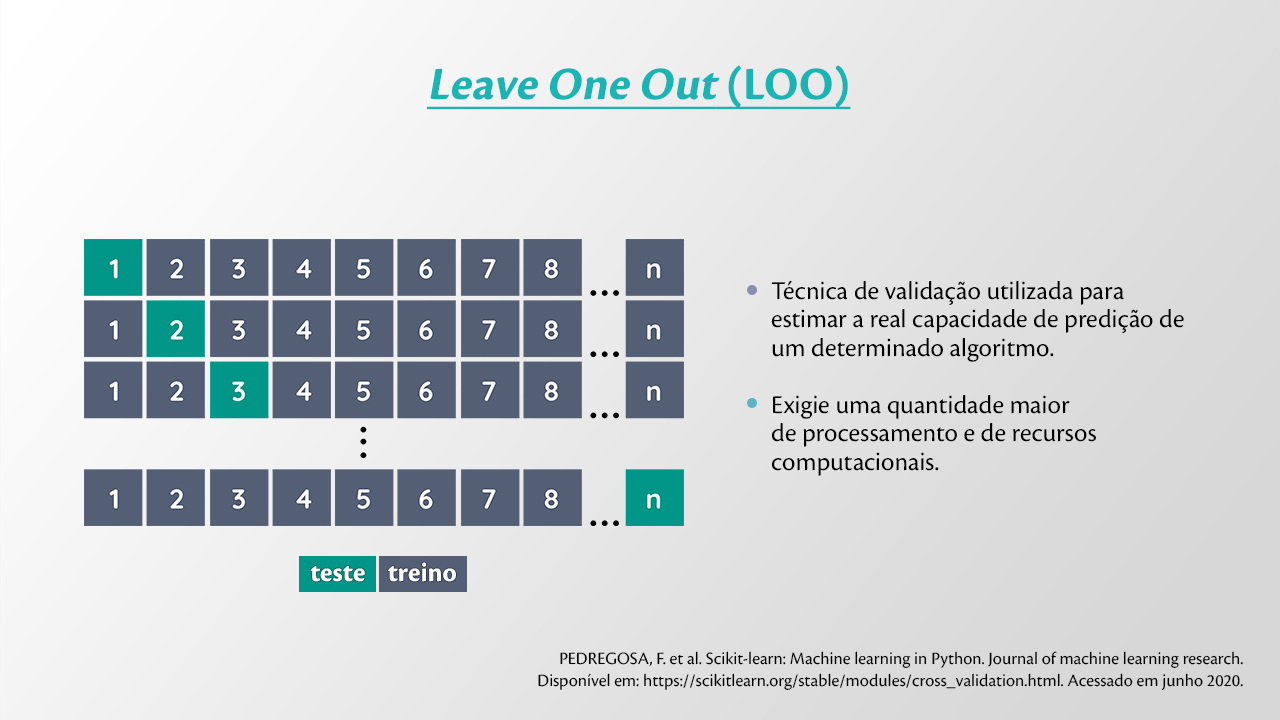 Leave One Out (LOO)
1 2 3 4 5 6 7 8 ... n
1 2 3 4 5 6 7 8 ... n
1 2 3 4 5 6 7 8 ... n
⋮
1 2 3 4 5 6 7 8 ... n
teste treino
• Técnica de validação utilizada para
estimar a real capacidade de predição de
um determinado algoritmo.
• Exigie uma quantidade maior
de processamento e de recursos
computacionais.
PEDREGOSA, F. et al. Scikit-learn: Machine learning in Python. Journal of machine learning research.
Disponível em: https://scikitlearn.org/stable/modules/cross_validation.html. Acessado em junho 2020.